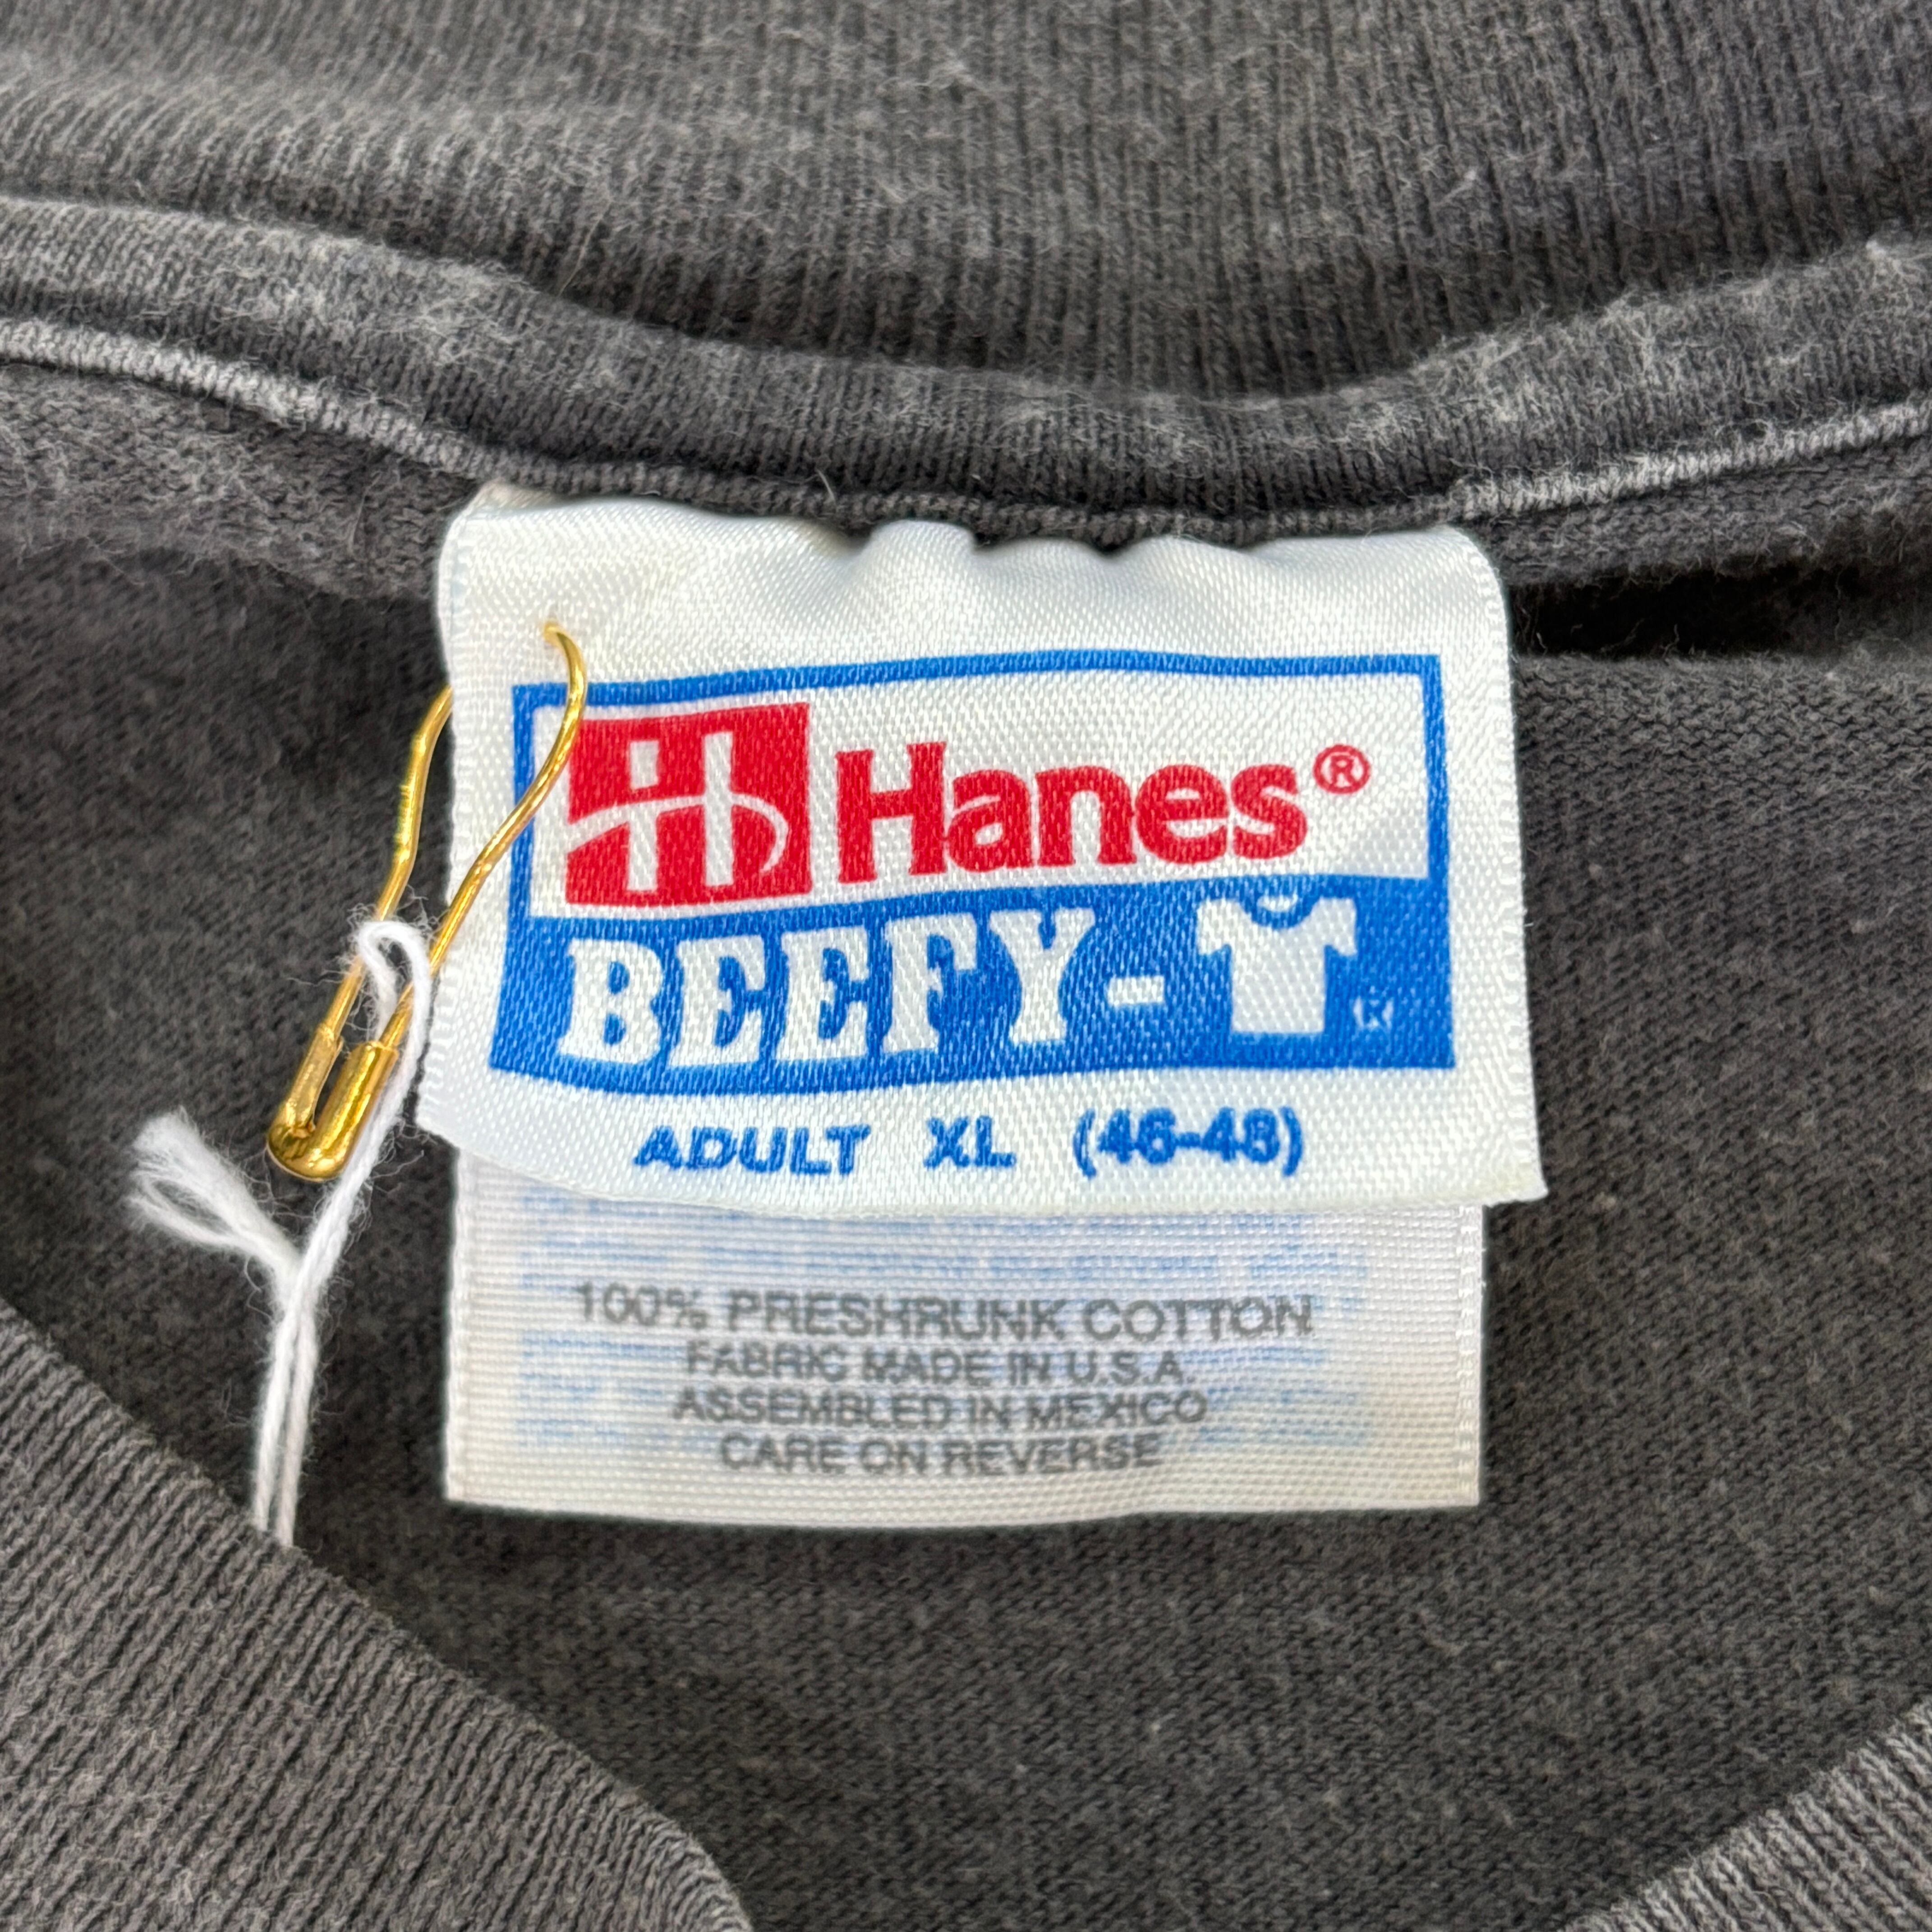 Hanes®
BEEFY-T®
ADULT XL (46-48)
100% PRESHRUNK COTTON
FABRIC MADE IN U.S.A.
ASSEMBLED IN MEXICO
CARE ON REVERSE